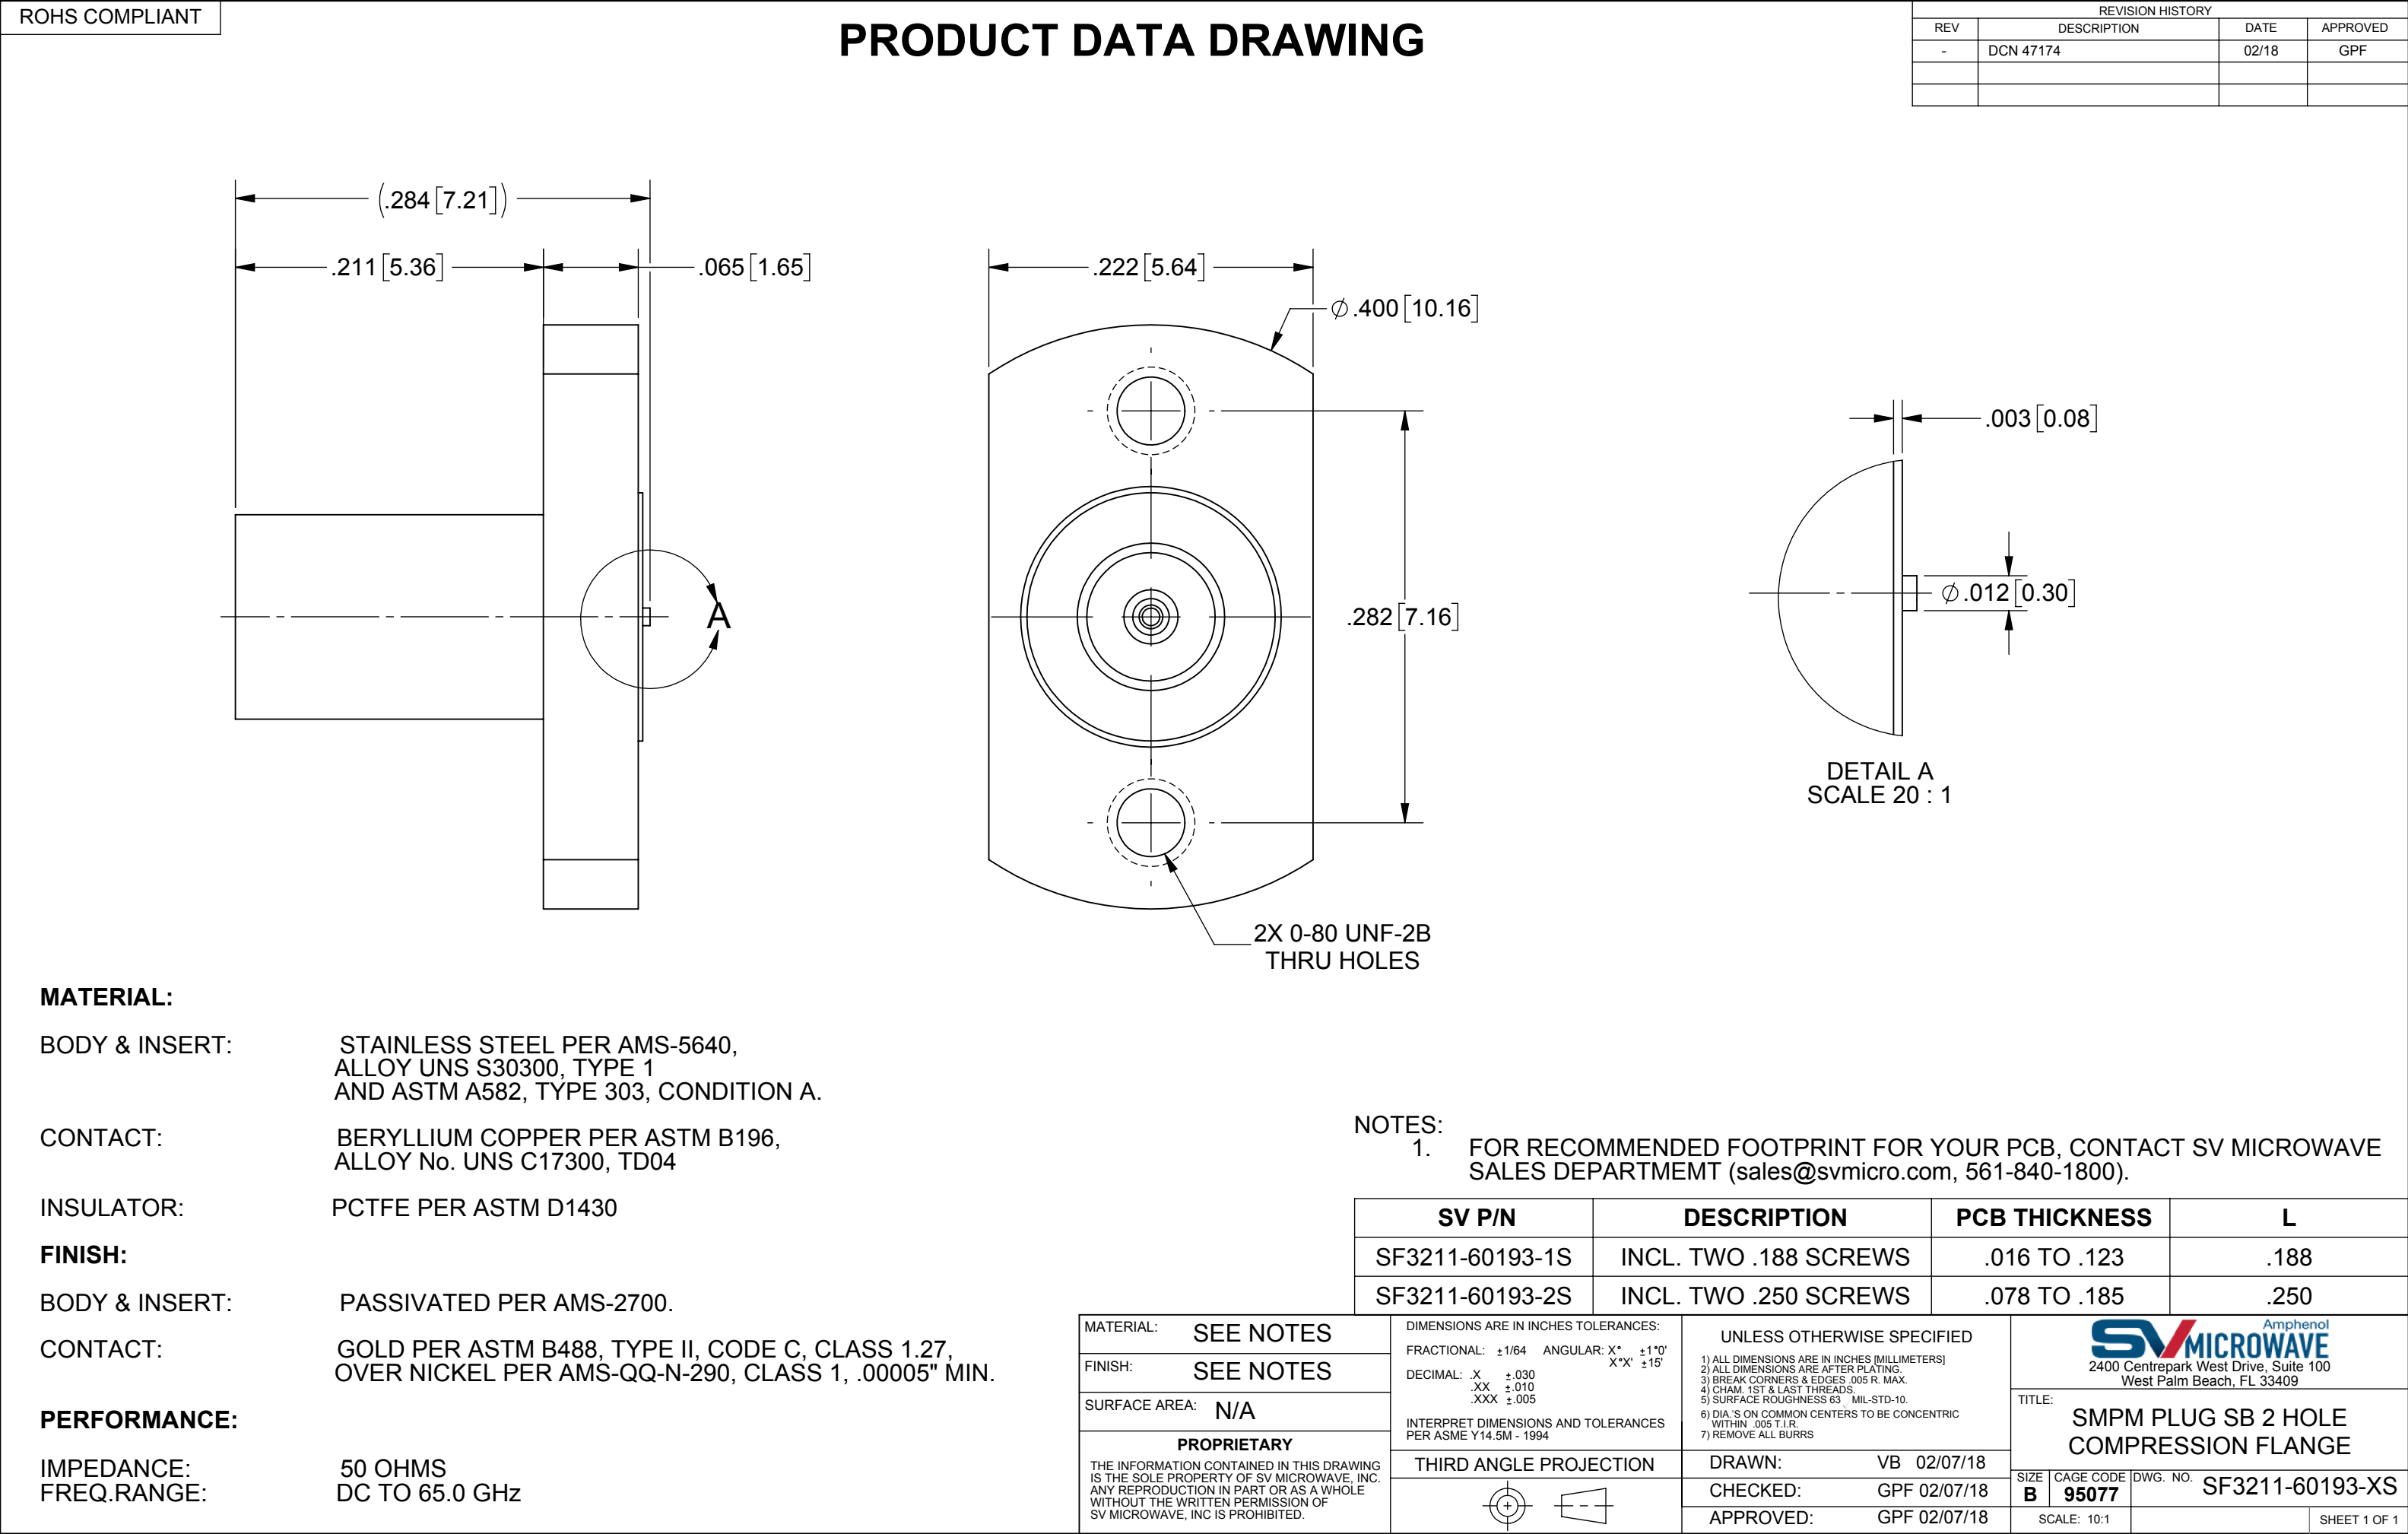 ROHS COMPLIANT
PRODUCT DATA DRAWING
REVISION HISTORY
REV DESCRIPTION DATE APPROVED
- DCN 47174 02/18 GPF
(.284[7.21])
.211[5.36]
.065[1.65]
A
.222[5.64]
∅.400[10.16]
.282[7.16]
2X 0-80 UNF-2B
THRU HOLES
.003[0.08]
∅.012[0.30]
DETAIL A
SCALE 20 : 1
MATERIAL:
BODY & INSERT: STAINLESS STEEL PER AMS-5640,
ALLOY UNS S30300, TYPE 1
AND ASTM A582, TYPE 303, CONDITION A.
CONTACT: BERYLLIUM COPPER PER ASTM B196,
ALLOY No. UNS C17300, TD04
INSULATOR: PCTFE PER ASTM D1430
FINISH:
BODY & INSERT: PASSIVATED PER AMS-2700.
CONTACT: GOLD PER ASTM B488, TYPE II, CODE C, CLASS 1.27,
OVER NICKEL PER AMS-QQ-N-290, CLASS 1, .00005" MIN.
PERFORMANCE:
IMPEDANCE: 50 OHMS
FREQ.RANGE: DC TO 65.0 GHz
NOTES:
1. FOR RECOMMENDED FOOTPRINT FOR YOUR PCB, CONTACT SV MICROWAVE
SALES DEPARTMEMT (sales@svmicro.com, 561-840-1800).
SV P/N DESCRIPTION PCB THICKNESS L
SF3211-60193-1S INCL. TWO .188 SCREWS .016 TO .123 .188
SF3211-60193-2S INCL. TWO .250 SCREWS .078 TO .185 .250
MATERIAL: SEE NOTES
FINISH: SEE NOTES
SURFACE AREA: N/A
PROPRIETARY
THE INFORMATION CONTAINED IN THIS DRAWING
IS THE SOLE PROPERTY OF SV MICROWAVE, INC.
ANY REPRODUCTION IN PART OR AS A WHOLE
WITHOUT THE WRITTEN PERMISSION OF
SV MICROWAVE, INC IS PROHIBITED.
DIMENSIONS ARE IN INCHES TOLERANCES:
FRACTIONAL: ±1/64 ANGULAR: X° ±1°0'
X°X' ±15'
DECIMAL: .X ±.030
.XX ±.010
.XXX ±.005
INTERPRET DIMENSIONS AND TOLERANCES
PER ASME Y14.5M - 1994
THIRD ANGLE PROJECTION
UNLESS OTHERWISE SPECIFIED
1) ALL DIMENSIONS ARE IN INCHES [MILLIMETERS]
2) ALL DIMENSIONS ARE AFTER PLATING.
3) BREAK CORNERS & EDGES .005 R. MAX.
4) CHAM. 1ST & LAST THREADS.
5) SURFACE ROUGHNESS 63 MIL-STD-10.
6) DIA.'S ON COMMON CENTERS TO BE CONCENTRIC
WITHIN .005 T.I.R.
7) REMOVE ALL BURRS
DRAWN: VB 02/07/18
CHECKED: GPF 02/07/18
APPROVED: GPF 02/07/18
Amphenol
SV MICROWAVE
2400 Centrepark West Drive, Suite 100
West Palm Beach, FL 33409
TITLE:
SMPM PLUG SB 2 HOLE
COMPRESSION FLANGE
SIZE B CAGE CODE 95077 DWG. NO. SF3211-60193-XS
SCALE: 10:1 SHEET 1 OF 1